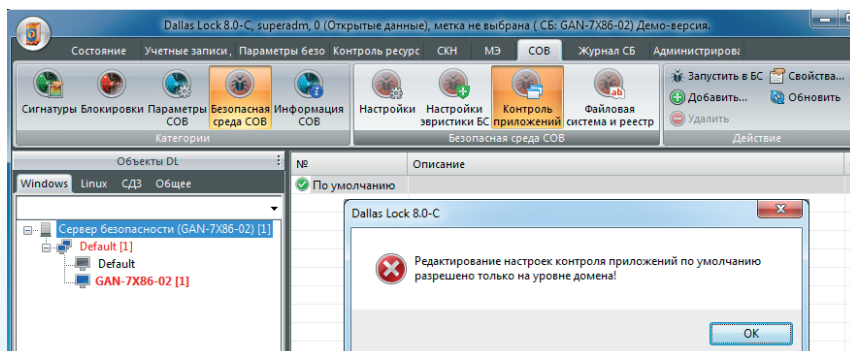 Dallas Lock 8.0-C, superadm, 0 (Открытые данные), метка не выбрана ( СБ: GAN-7X86-02) Демо-версия.
Состояние Учетные записи, Параметры безо Контроль ресурс СКН МЭ СОВ Журнал СБ Администрирова
Сигнатуры Блокировки Параметры СОВ Безопасная среда СОВ Информация СОВ
Категории
Настройки Настройки эвристики БС Контроль приложений Файловая система и реестр
Безопасная среда СОВ
Запустить в БС Свойства...
Добавить... Обновить
Удалить
Действие
Объекты DL
Windows Linux СДЗ Общее
Сервер безопасности (GAN-7X86-02) [1]
Default [1]
Default
GAN-7X86-02 [1]
№ Описание
По умолчанию
Dallas Lock 8.0-C
Редактирование настроек контроля приложений по умолчанию
разрешено только на уровне домена!
OK